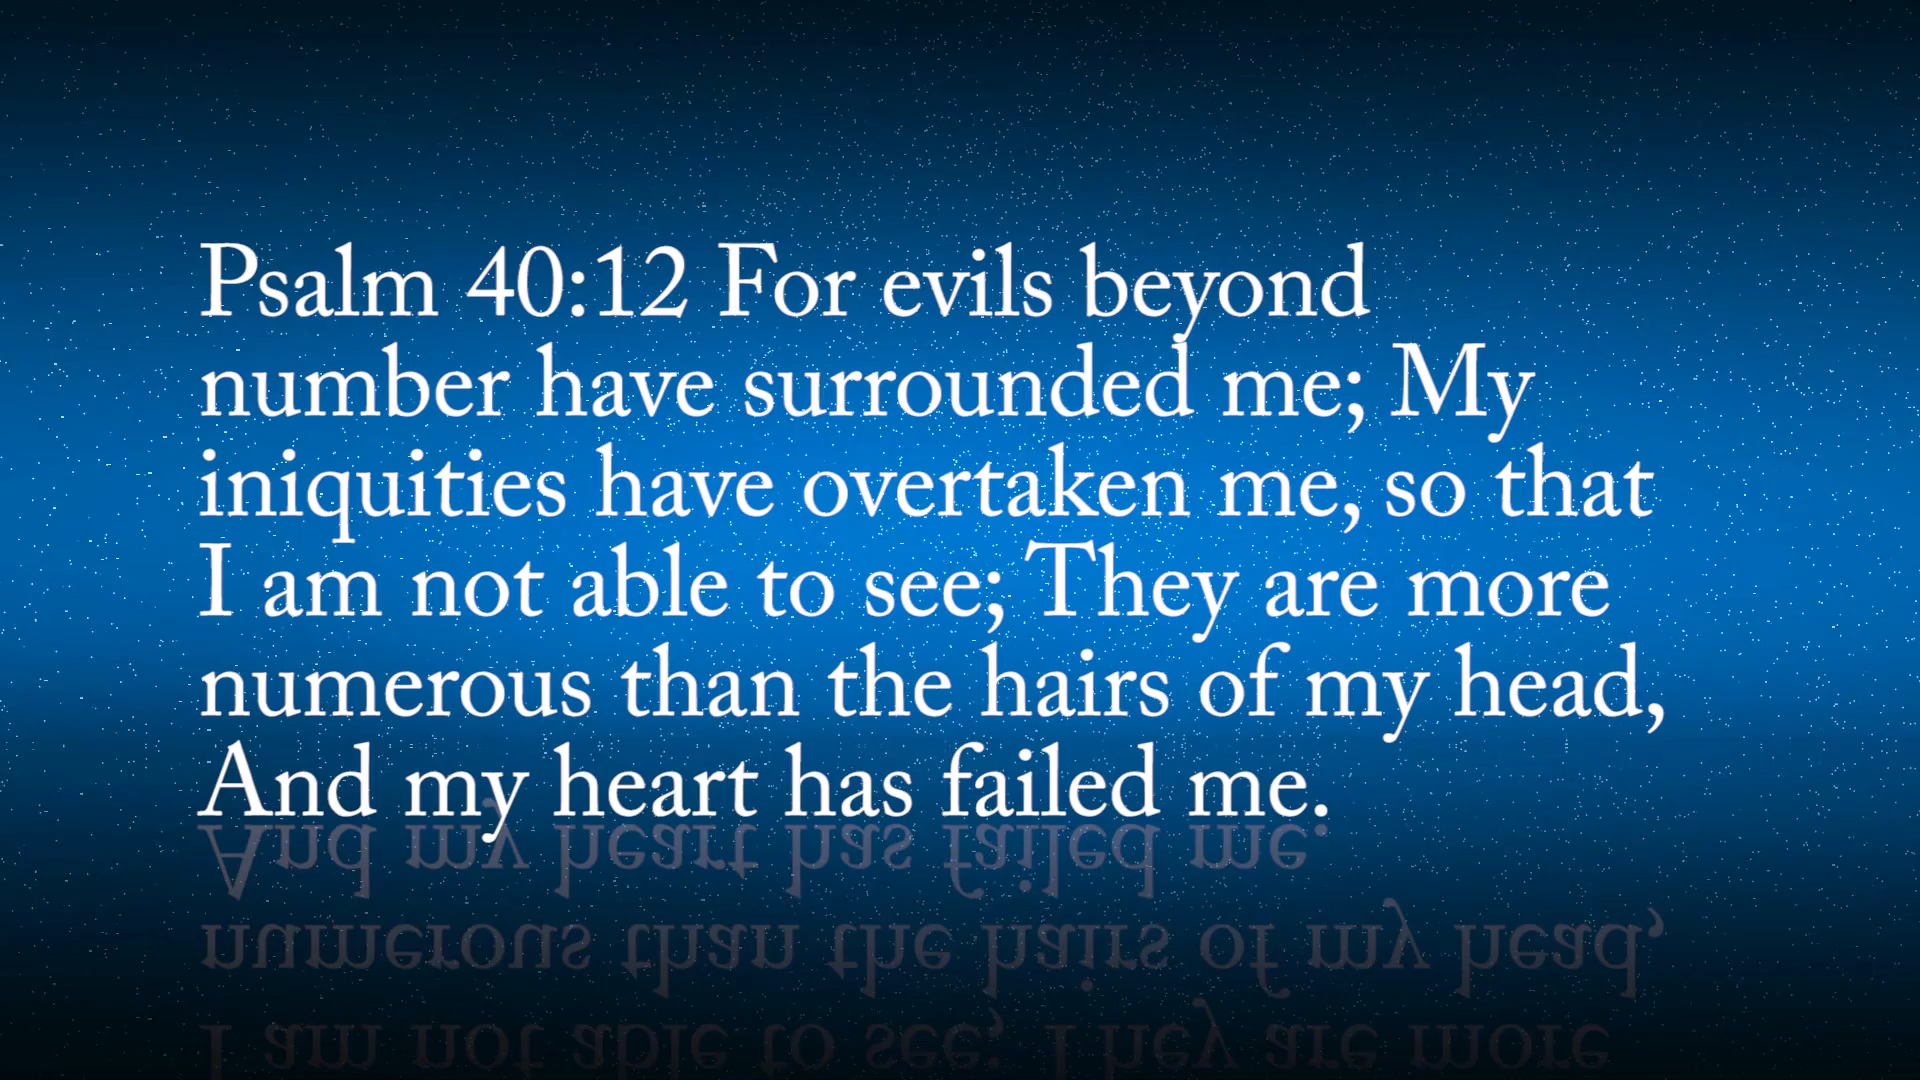 Psalm 40:12 For evils beyond
number have surrounded me; My
iniquities have overtaken me, so that
I am not able to see; They are more
numerous than the hairs of my head,
And my heart has failed me.